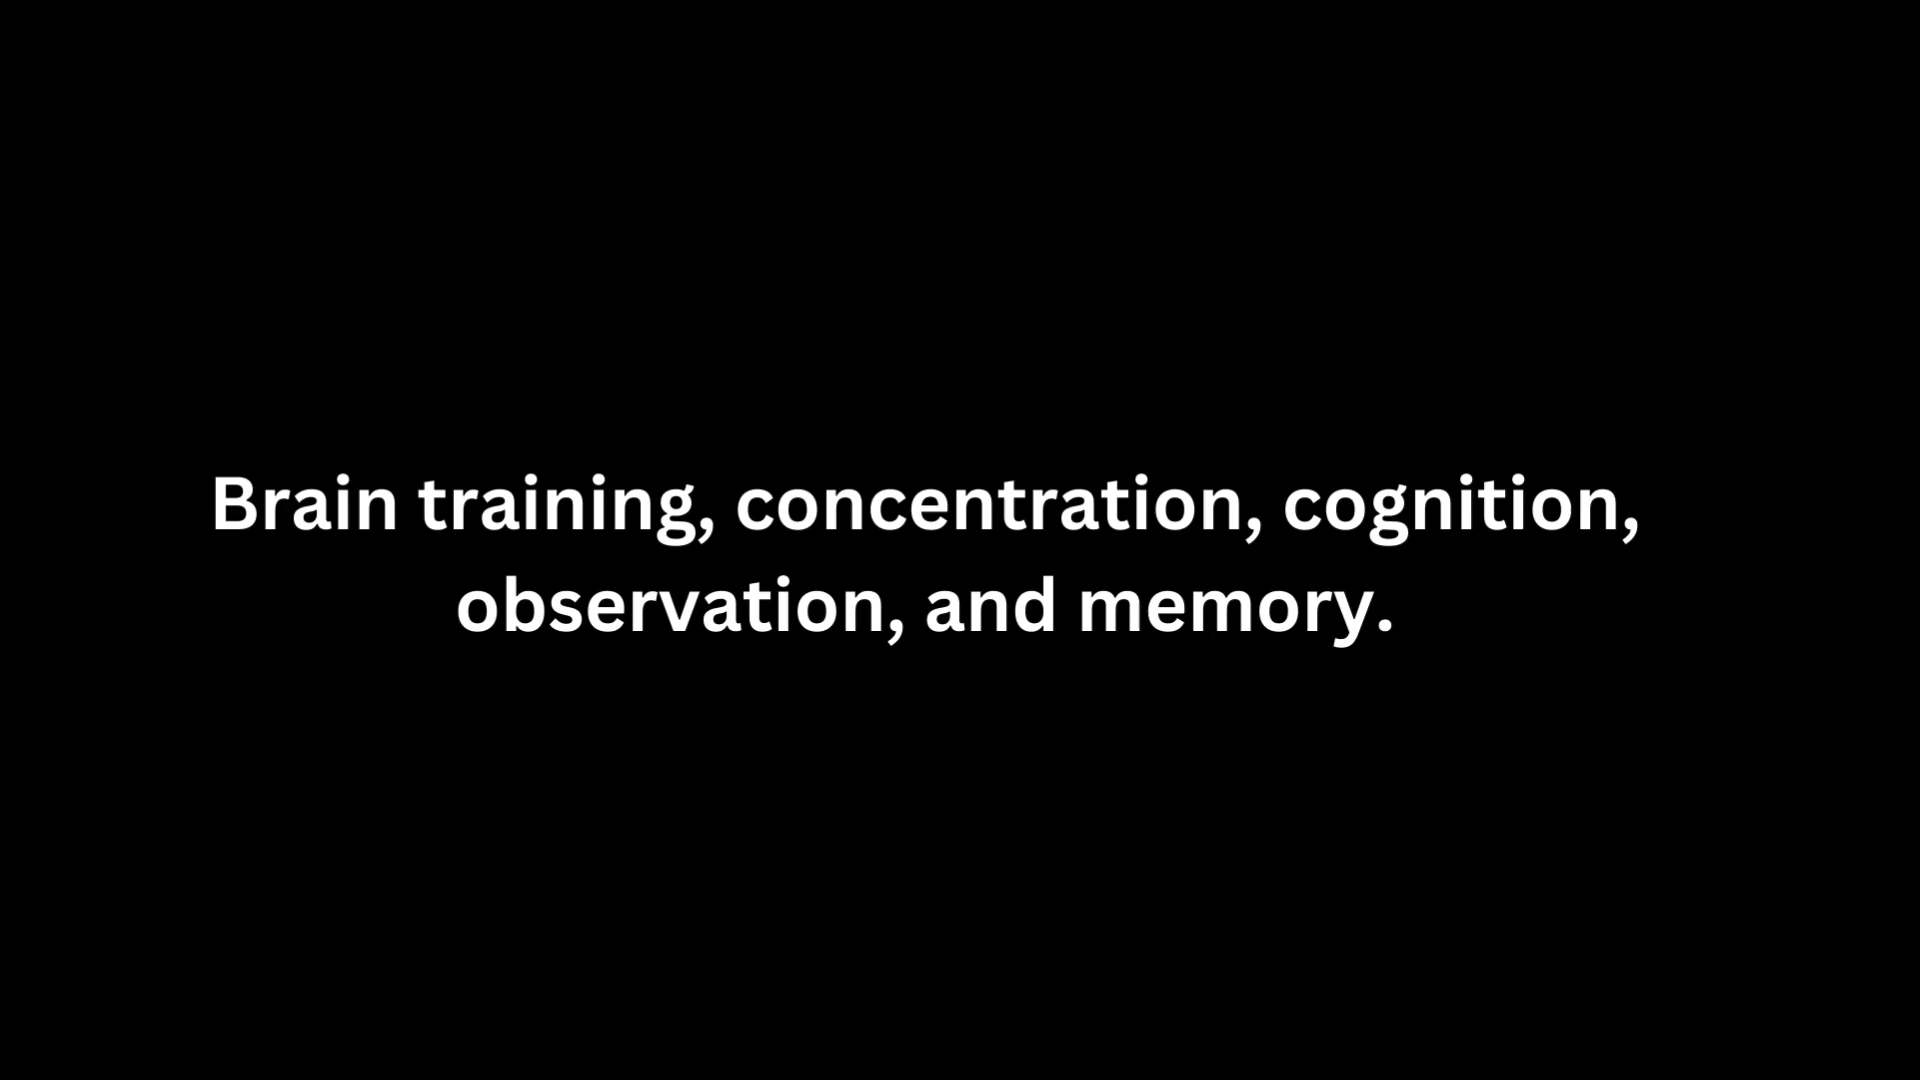 Brain training, concentration, cognition,
observation, and memory.